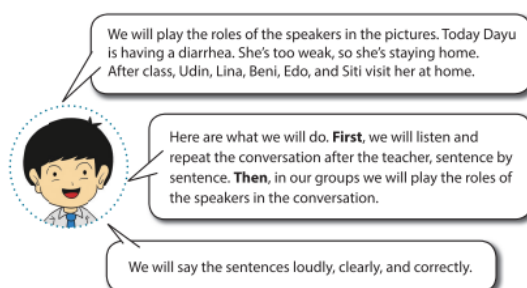 We will play the roles of the speakers in the pictures. Today Dayu
is having a diarrhea. She's too weak, so she's staying home.
After class, Udin, Lina, Beni, Edo, and Siti visit her at home.
Here are what we will do. First, we will listen and
repeat the conversation after the teacher, sentence by
sentence. Then, in our groups we will play the roles of
the speakers in the conversation.
We will say the sentences loudly, clearly, and correctly.